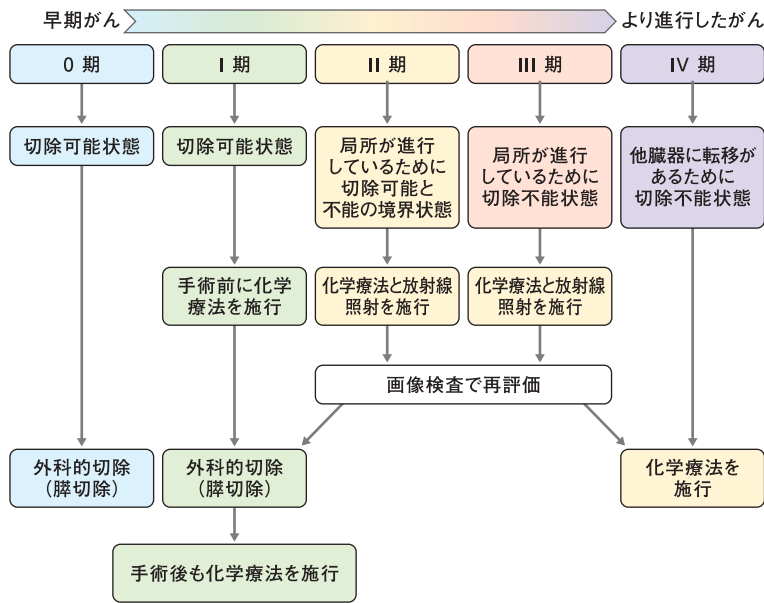 早期がん
より進行したがん
0 期
I 期
II 期
III 期
IV 期
切除可能状態
切除可能状態
局所が進行
しているために
切除可能と
不能の境界状態
局所が進行
しているために
切除不能状態
他臓器に転移が
あるために
切除不能状態
手術前に化学
療法を施行
化学療法と放射線
照射を施行
化学療法と放射線
照射を施行
画像検査で再評価
外科的切除
（膵切除）
外科的切除
（膵切除）
化学療法を
施行
手術後も化学療法を施行